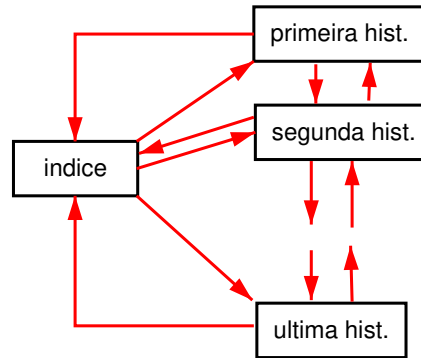 primeira hist.
segunda hist.
indice
ultima hist.